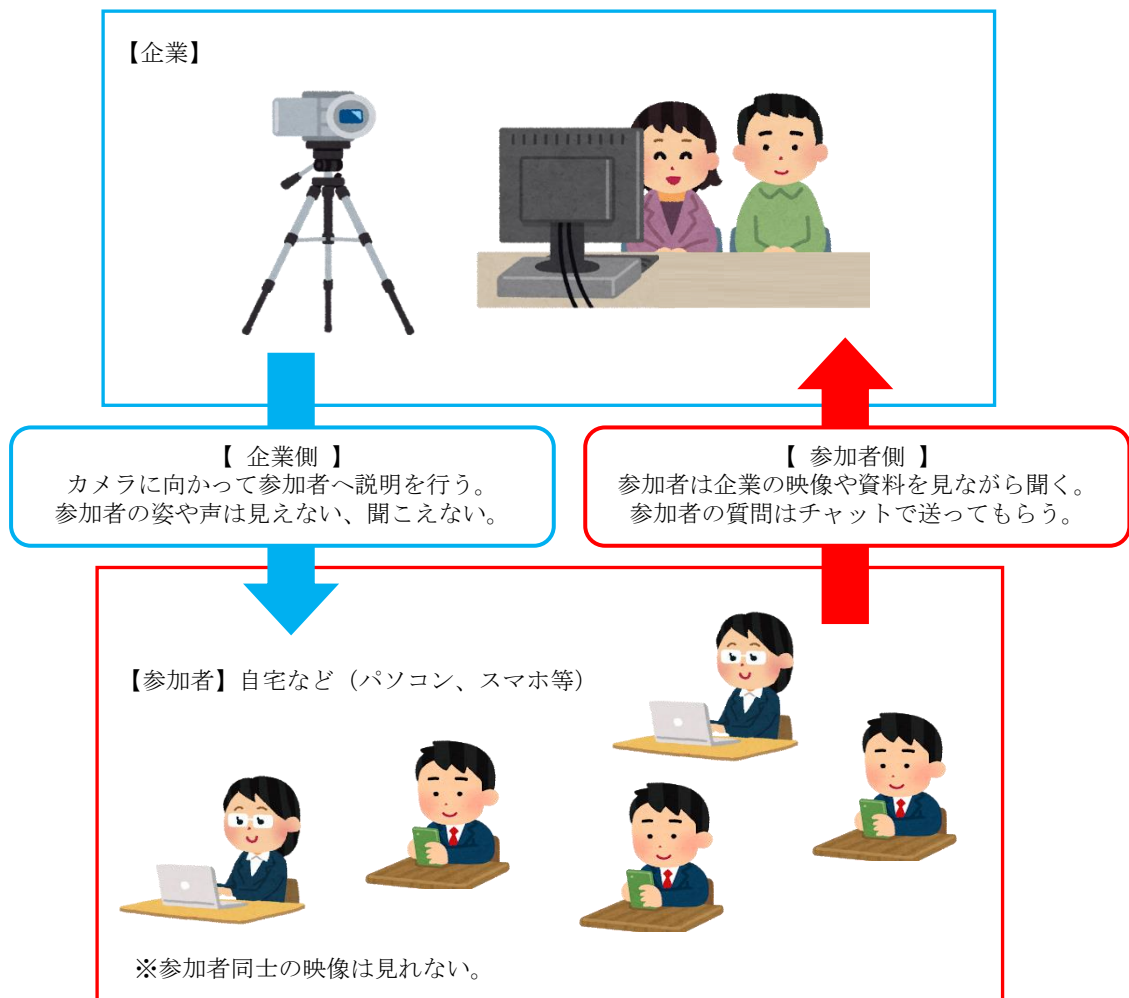 【企業】
【 企業側 】
カメラに向かって参加者へ説明を行う。
参加者の姿や声は見えない、聞こえない。
【 参加者側 】
参加者は企業の映像や資料を見ながら聞く。
参加者の質問はチャットで送ってもらう。
【参加者】自宅など（パソコン、スマホ等）
※参加者同士の映像は見れない。